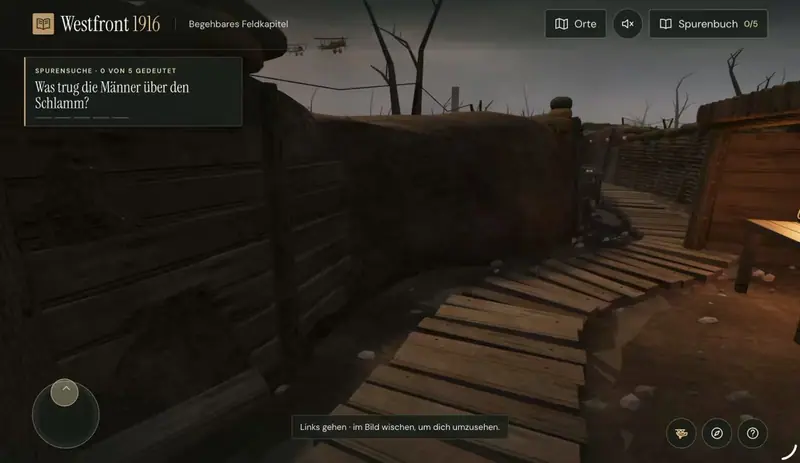 Westfront 1916
Begehbares Feldkapitel
Orte
Spurenbuch 0/5
SPURENSUCHE · 0 VON 5 GEDEUTET
Was trug die Männer über den
Schlamm?
Links gehen · im Bild wischen, um dich umzusehen.
?